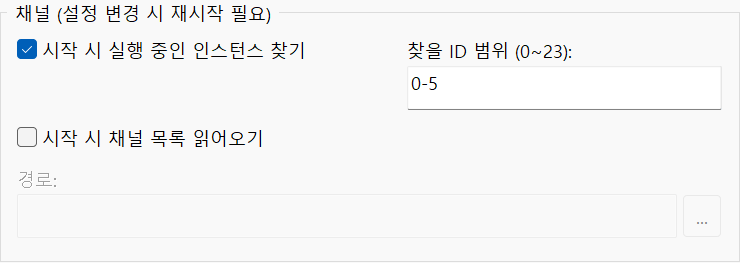 채널 (설정 변경 시 재시작 필요)
시작 시 실행 중인 인스턴스 찾기
찾을 ID 범위 (0~23):
0-5
시작 시 채널 목록 읽어오기
경로:
...